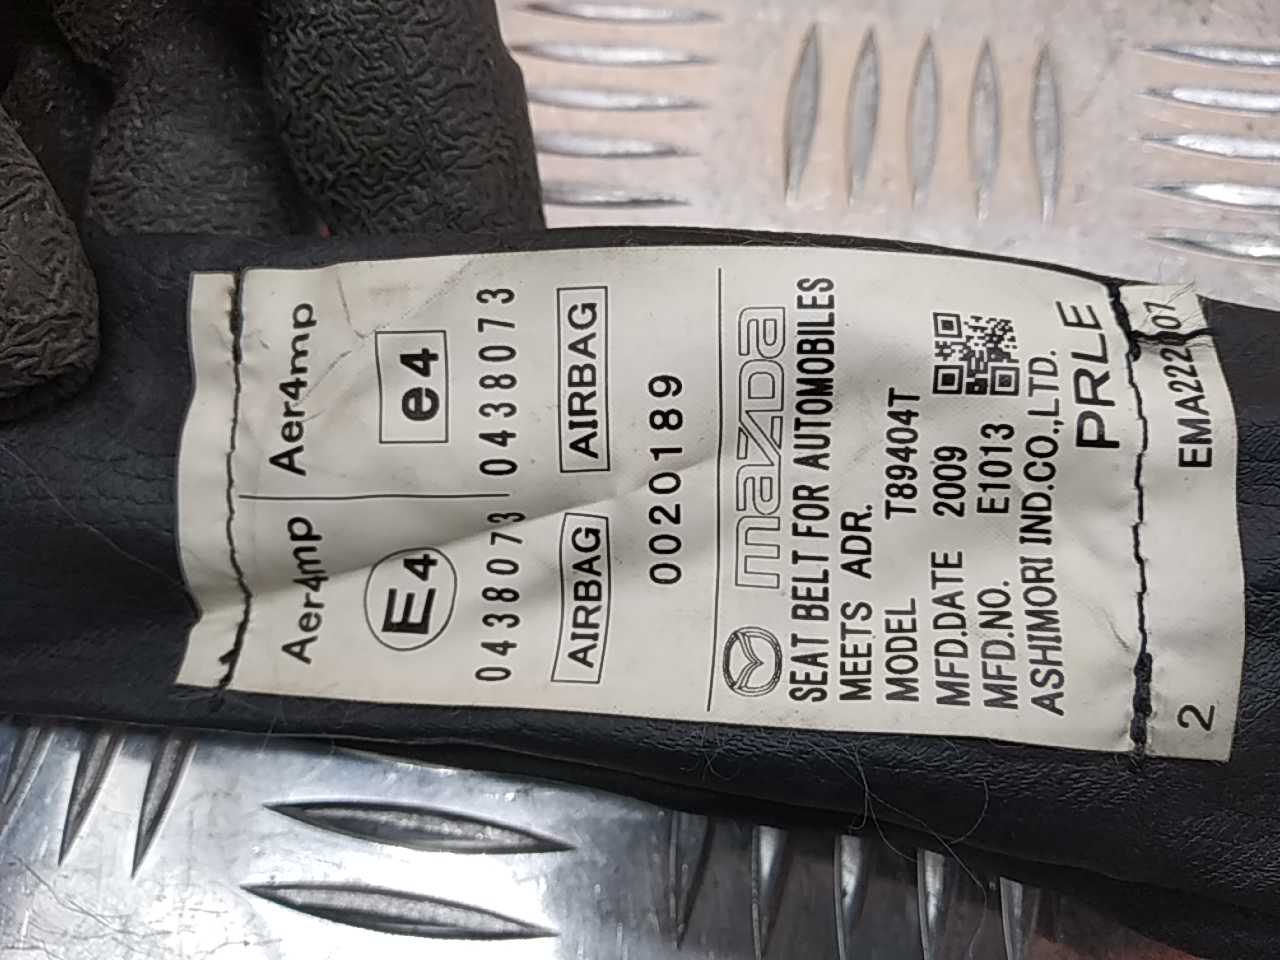 Aer4mp Aer4mp
E4 e4
0438073 0438073
AIRBAG AIRBAG
0020189
mazda
SEAT BELT FOR AUTOMOBILES
MEETS ADR.
MODEL T89404T
MFD.DATE 2009
MFD.NO. E1013
ASHIMORI IND.CO.,LTD.
PRLE
2